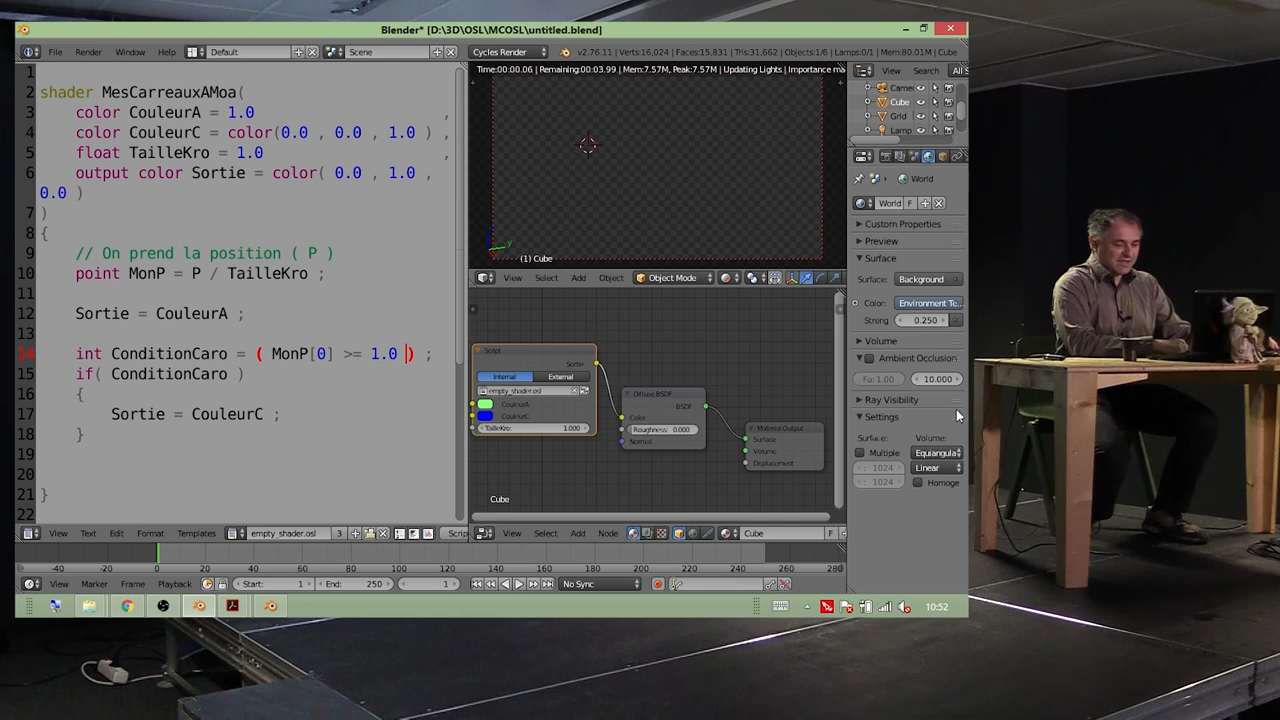 Blender* [D:\3D\OSL\MCOSL\untitled.blend]
File Render Window Help Default Scene Cycles Render v2.76.11 | Verts:16,024 | Faces:15,831 | Tris:31,662 | Objects:1/6 | Lamps:0/1 | Mem:80.01M | Cube
1
2 shader MesCarreauxAMoa(
3 color CouleurA = 1.0 ,
4 color CouleurC = color(0.0 , 0.0 , 1.0 ) ,
5 float TailleKro = 1.0 ,
6 output color Sortie = color( 0.0 , 1.0 ,
0.0 )
7 )
8 {
9 // On prend la position ( P )
10 point MonP = P / TailleKro ;
11
12 Sortie = CouleurA ;
13
14 int ConditionCaro = ( MonP[0] >= 1.0 ) ;
15 if( ConditionCaro )
16 {
17 Sortie = CouleurC ;
18 }
19
20
21 }
22
View Text Edit Format Templates empty_shader.osl 3
Time:00:00.06 | Remaining:00:03.99 | Mem:7.57M, Peak:7.57M | Updating Lights | Importance
y
(1) Cube
View Select Add Object Object Mode
Script
Sortie
Internal External
empty_shader.osl
CouleurA
CouleurC
TailleKro: 1.000
Diffuse BSDF
BSDF
Color
Roughness: 0.000
Normal
Material Output
Surface
Volume
Displacement
Cube
View Select Add Node Cube F
View Search All S
Camer
Cube
Grid
Lamp
World
World F
Custom Properties
Preview
Surface
Surface: Background
Color: Environment Te...
Streng 0.250
Volume
Ambient Occlusion
Fa: 1.00 10.000
Ray Visibility
Settings
Surface: Volume:
Multiple Equiangula
: 1024 Linear
: 1024 Homoge
-40 -20 0 20 40 60 80 100 120 140 160 180 200 220 240 260 280
View Marker Frame Playback Start: 1 End: 250 1 No Sync
10:52